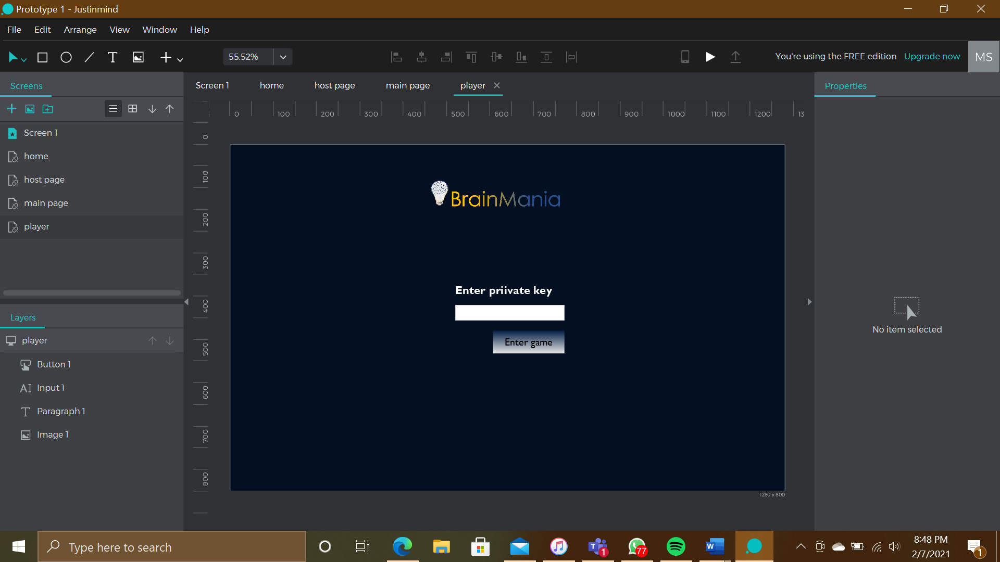 Prototype 1 - Justinmind
File Edit Arrange View Window Help
55.52%
You're using the FREE edition Upgrade now MS
Screens
Screen 1 home host page main page player
Properties
0 100 200 300 400 500 600 700 800 900 1000 1100 1200 13
Screen 1
home
host page
main page
player
0
100
200
300
400
500
600
700
800
BrainMania
Enter priivate key
Enter game
1280 x 800
No item selected
Layers
player
Button 1
Input 1
Paragraph 1
Image 1
Type here to search
1
77
8:48 PM
2/7/2021
1